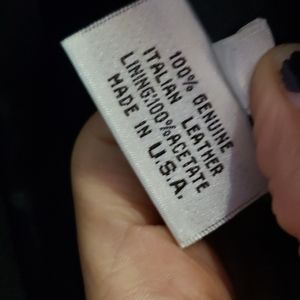 100% GENUINE
ITALIAN LEATHER
LINING:100%ACETATE
MADE IN U.S.A.